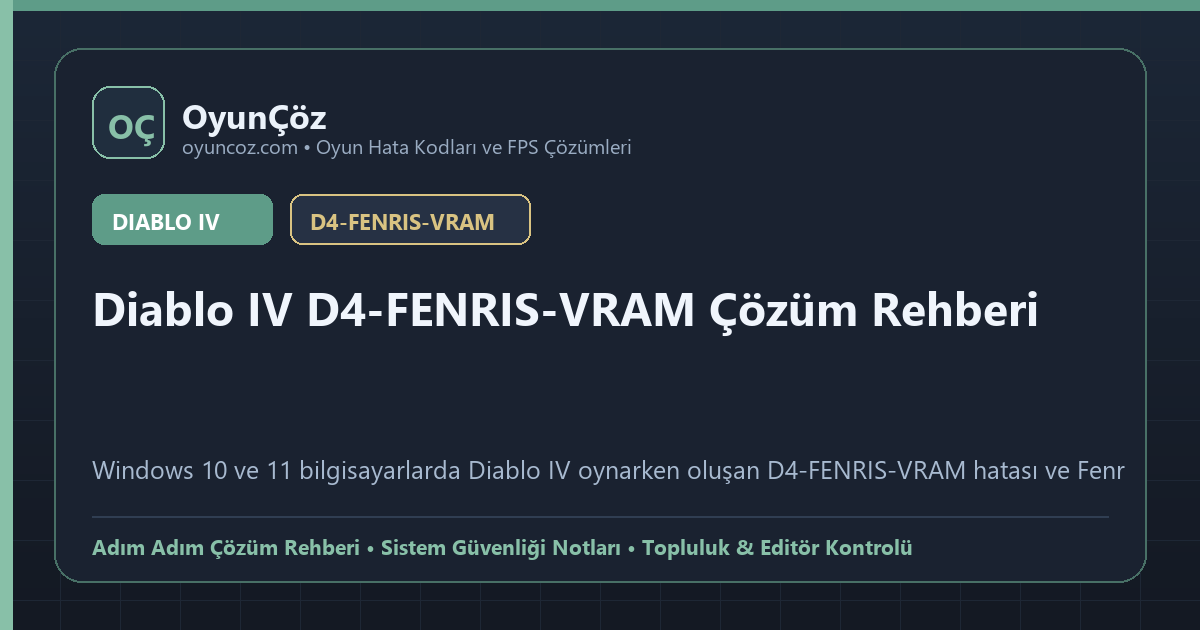 OÇ
OyunÇöz
oyuncoz.com • Oyun Hata Kodları ve FPS Çözümleri
DIABLO IV
D4-FENRIS-VRAM
Diablo IV D4-FENRIS-VRAM Çözüm Rehberi
Windows 10 ve 11 bilgisayarlarda Diablo IV oynarken oluşan D4-FENRIS-VRAM hatası ve Fenr
Adım Adım Çözüm Rehberi • Sistem Güvenliği Notları • Topluluk & Editör Kontrolü